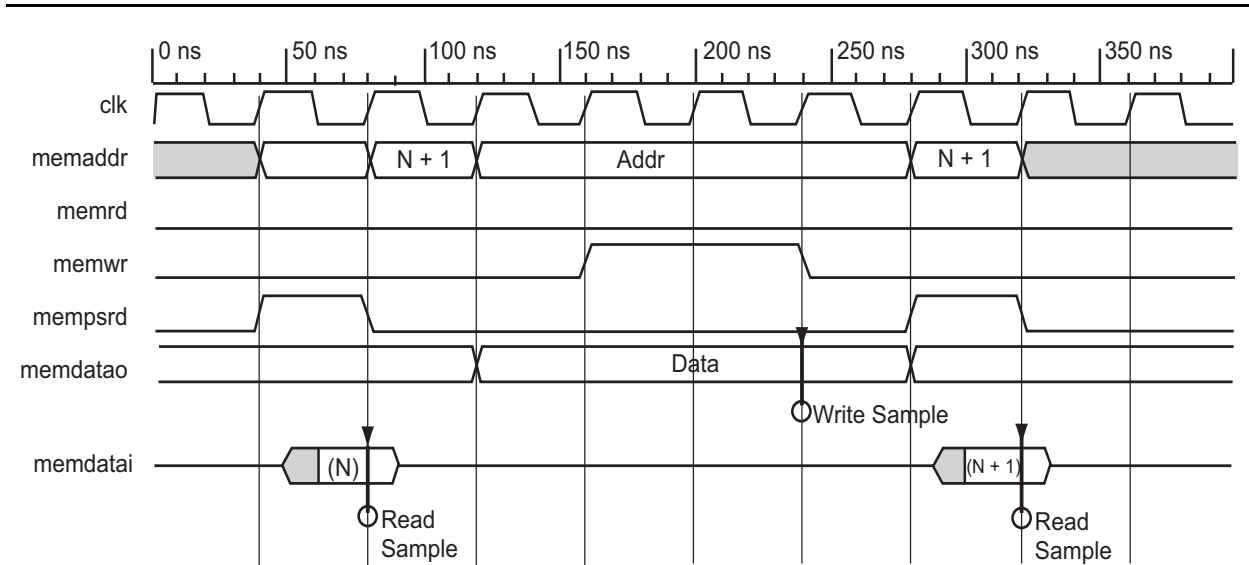 0 ns 50 ns 100 ns 150 ns 200 ns 250 ns 300 ns 350 ns
clk
memaddr N + 1 Addr N + 1
memrd
memwr
mempsrd
memdatao Data
Write Sample
memdatai (N) (N + 1)
Read Read
Sample Sample